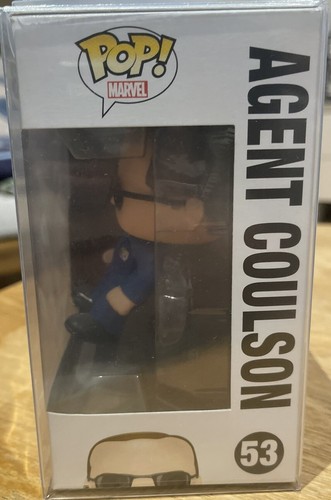 POP!
MARVEL
AGENT COULSON
53